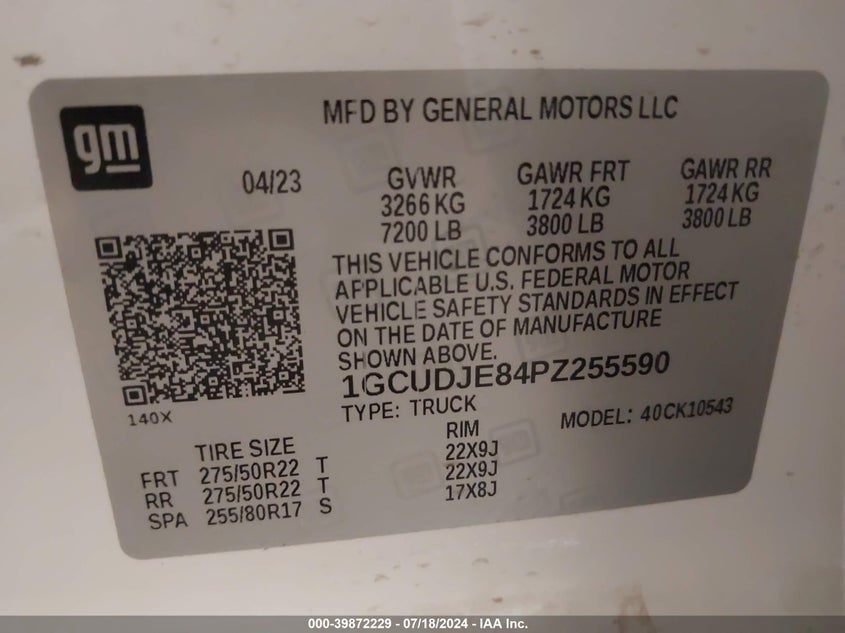 gm
MFD BY GENERAL MOTORS LLC
04/23
GVWR GAWR FRT GAWR RR
3266 KG 1724 KG 1724 KG
7200 LB 3800 LB 3800 LB
THIS VEHICLE CONFORMS TO ALL
APPLICABLE U.S. FEDERAL MOTOR
VEHICLE SAFETY STANDARDS IN EFFECT
ON THE DATE OF MANUFACTURE
SHOWN ABOVE.
1GCUDJE84PZ255590
140X
TYPE: TRUCK MODEL: 40CK10543
TIRE SIZE RIM
FRT 275/50R22 T 22X9J
RR 275/50R22 T 22X9J
SPA 255/80R17 S 17X8J
000-39872229 - 07/18/2024 - IAA Inc.